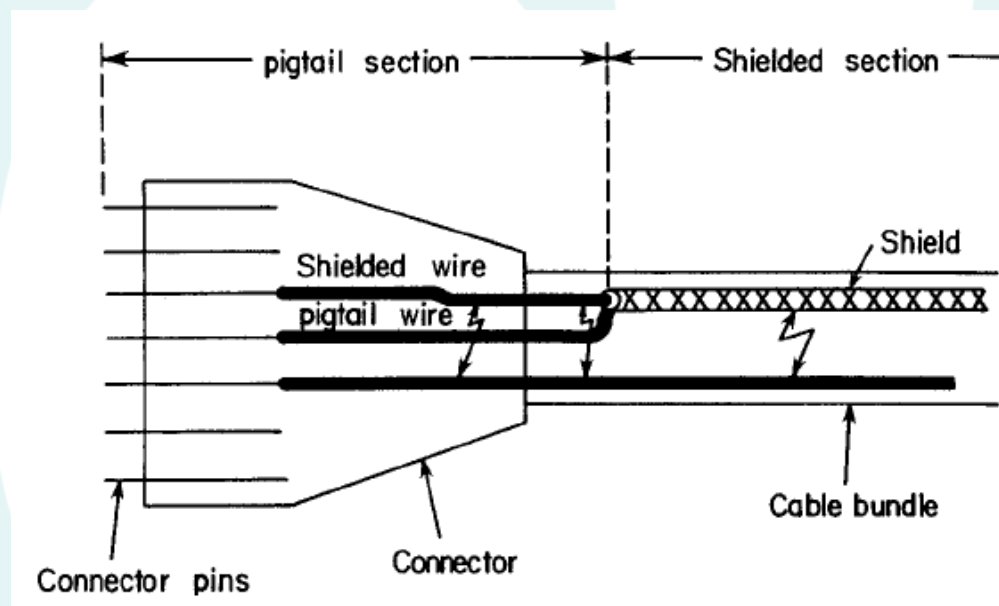 pigtail section
Shielded section
Shield
Shielded wire
pigtail wire
Cable bundle
Connector
Connector pins